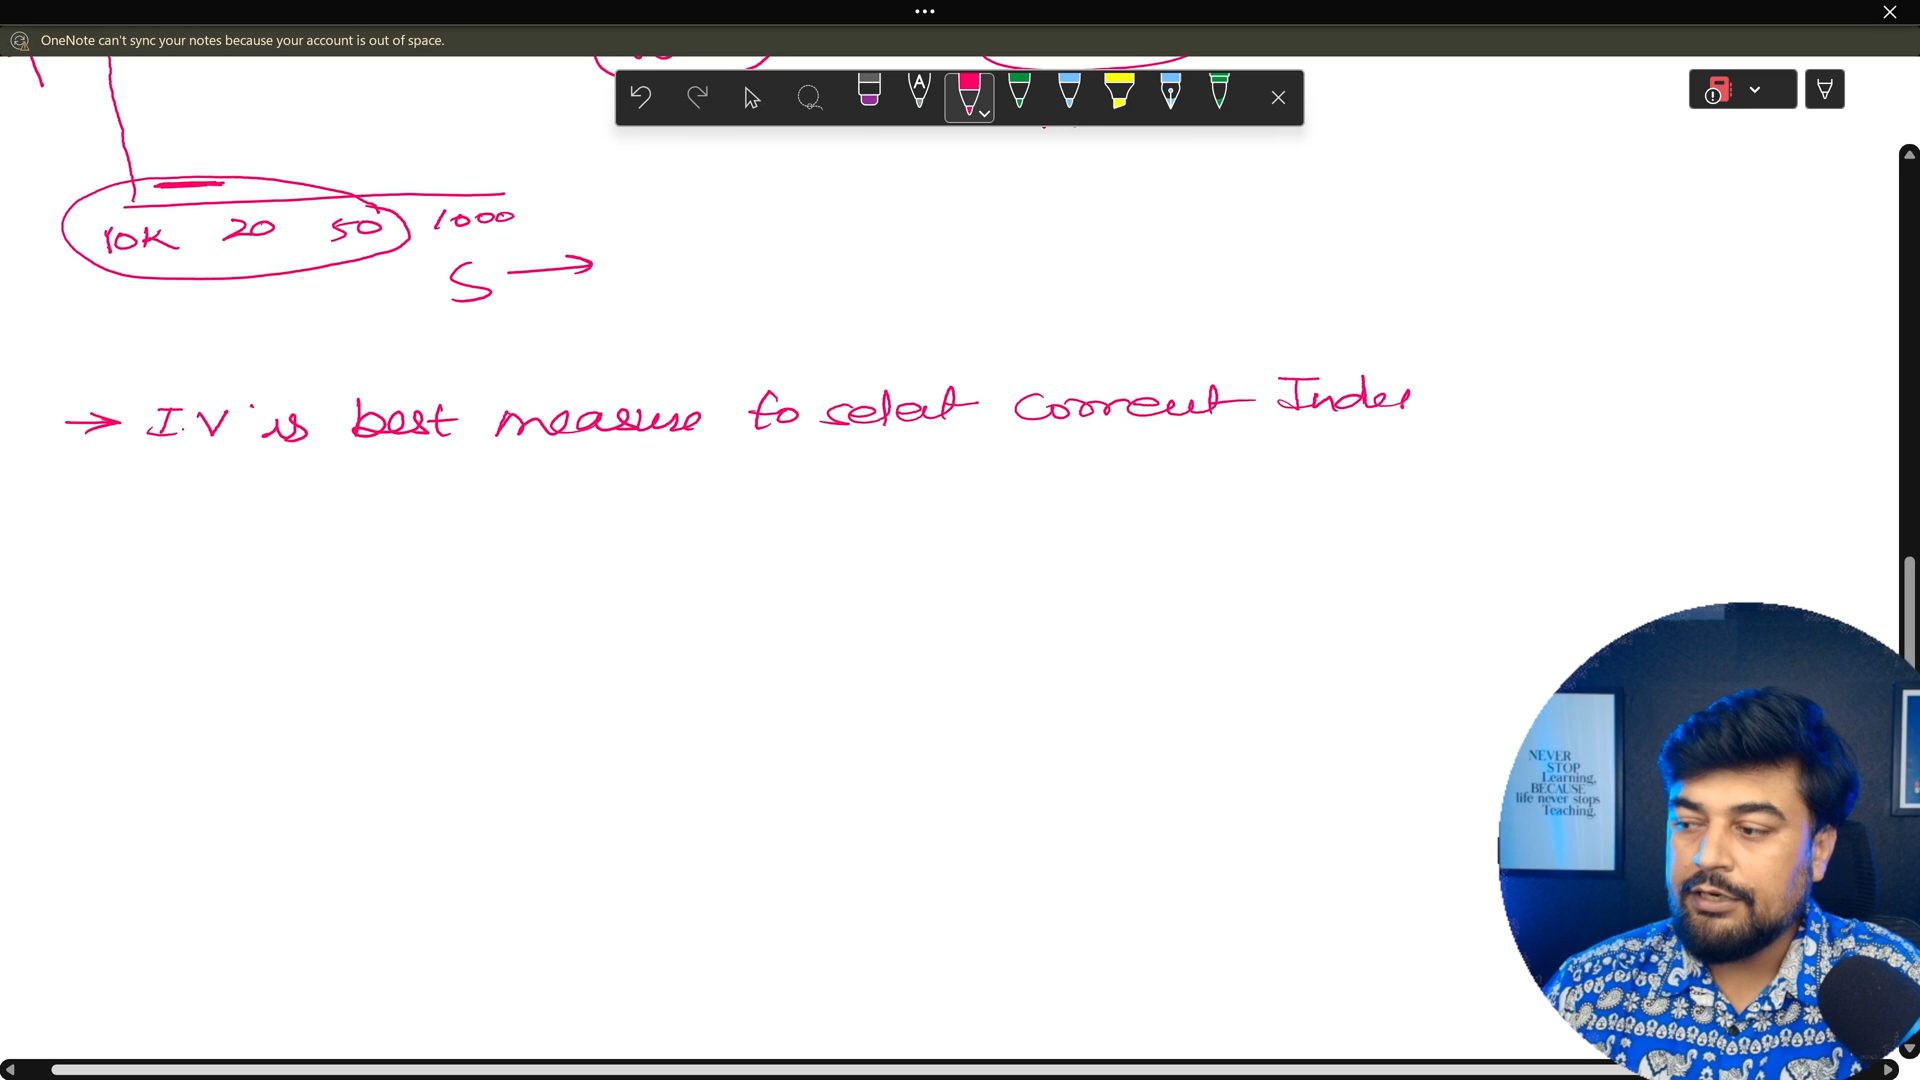 OneNote can't sync your notes because your account is out of space.
10K 20 50 1000
S →
→ I.V is best measure to select correct Index
NEVER
STOP
Learning,
BECAUSE
life never stops
Teaching.